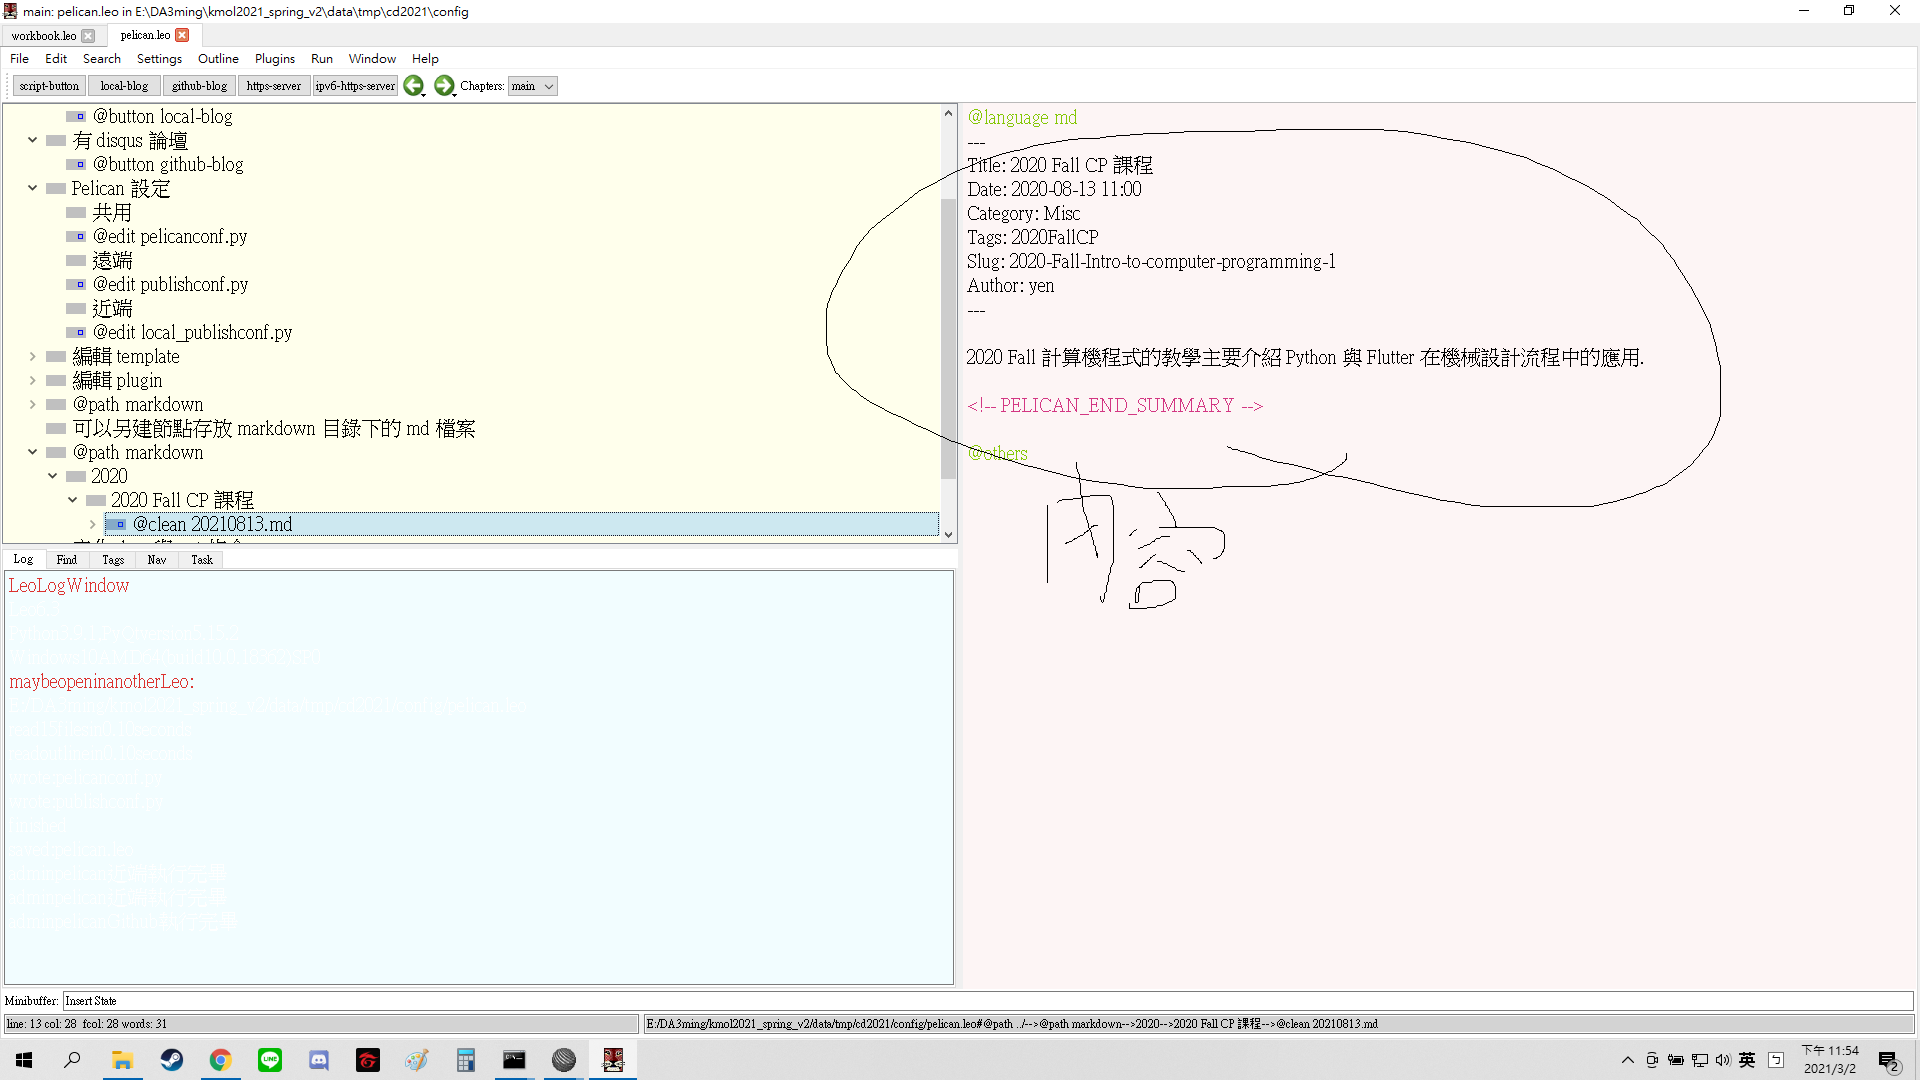 main: pelican.leo in E:\DA3ming\kmol2021_spring_v2\data\tmp\cd2021\config
workbook.leo
pelican.leo
File Edit Search Settings Outline Plugins Run Window Help
script-button local-blog github-blog https-server ipv6-https-server Chapters: main
@button local-blog
有 disqus 論壇
@button github-blog
Pelican 設定
共用
@edit pelicanconf.py
遠端
@edit publishconf.py
近端
@edit local_publishconf.py
編輯 template
編輯 plugin
@path markdown
可以另建節點存放 markdown 目錄下的 md 檔案
@path markdown
2020
2020 Fall CP 課程
@clean 20210813.md
@language md
---
Title: 2020 Fall CP 課程
Date: 2020-08-13 11:00
Category: Misc
Tags: 2020FallCP
Slug: 2020-Fall-Intro-to-computer-programming-1
Author: yen
---
2020 Fall 計算機程式的教學主要介紹 Python 與 Flutter 在機械設計流程中的應用.
<!-- PELICAN_END_SUMMARY -->
@others
內容
Log Find Tags Nav Task
LeoLogWindow
maybeopeninanotherLeo:
Minibuffer: Insert State
line: 13 col: 28 fcol: 28 words: 31
E:/DA3ming/kmol2021_spring_v2/data/tmp/cd2021/config/pelican.leo#@path ../-->@path markdown-->2020-->2020 Fall CP 課程-->@clean 20210813.md
英
下午 11:54
2021/3/2
2